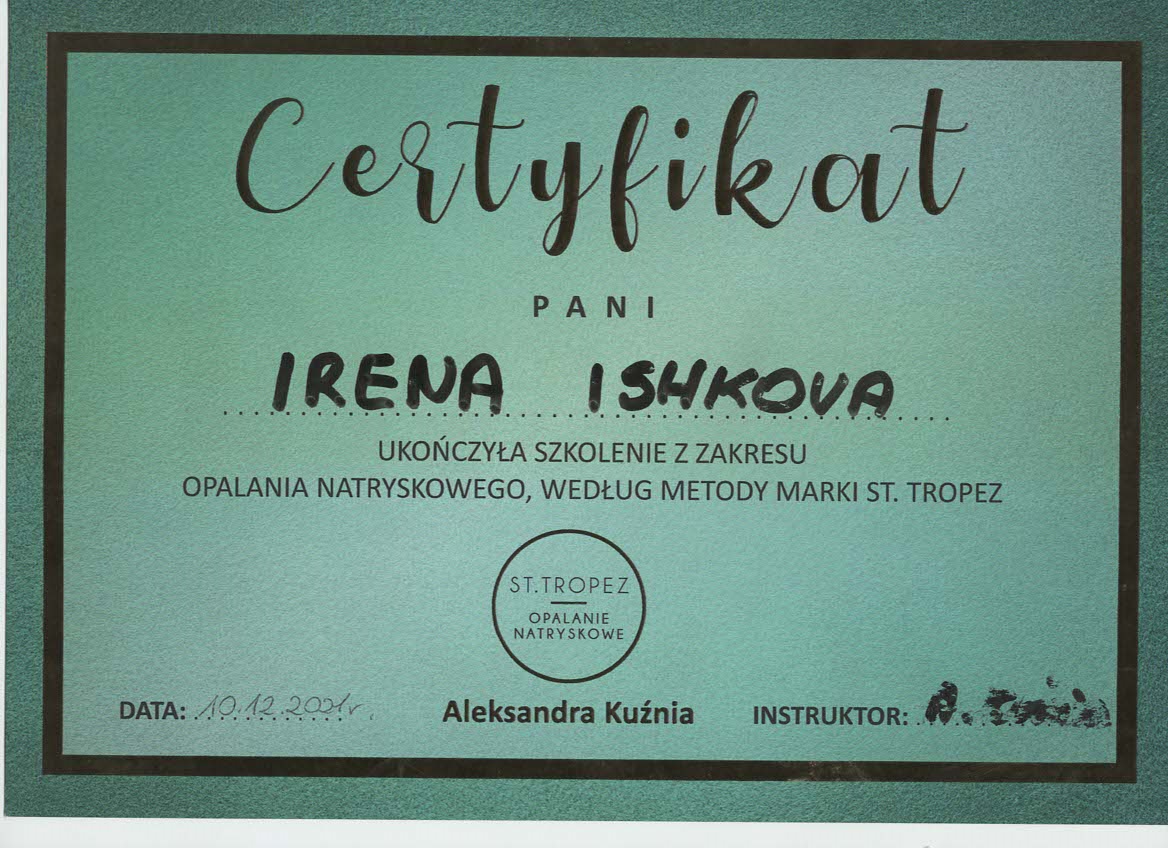 Certyfikat
PANI
IRENA ISHKOVA
UKOŃCZYŁA SZKOLENIE Z ZAKRESU
OPALANIA NATRYSKOWEGO, WEDŁUG METODY MARKI ST. TROPEZ
ST.TROPEZ
OPALANIE
NATRYSKOWE
DATA: 10.12.2021r.
Aleksandra Kuźnia
INSTRUKTOR: A.